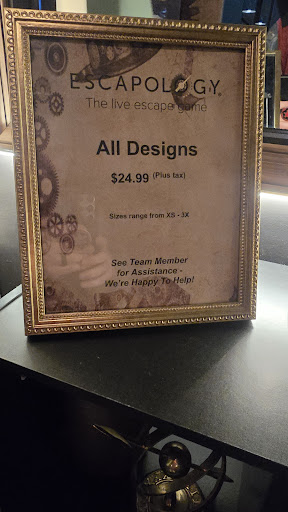 ESCAPOLOGY
The live escape game
All Designs
$24.99 (Plus tax)
Sizes range from XS - 3X
See Team Member
for Assistance -
We're Happy To Help!